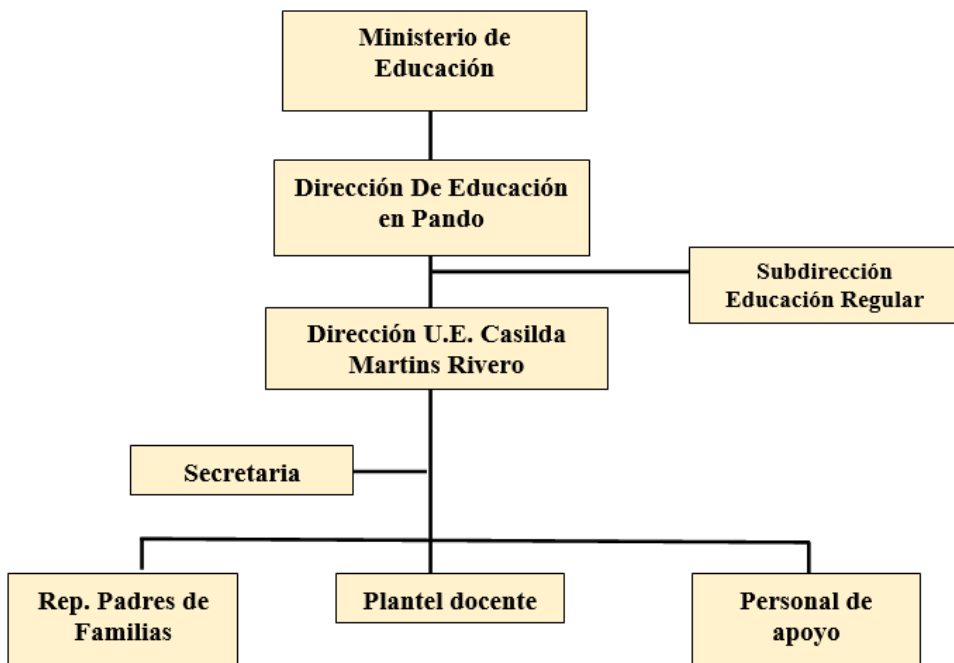 Ministerio de
Educación
Dirección De Educación
en Pando
Subdirección
Educación Regular
Dirección U.E. Casilda
Martins Rivero
Secretaria
Rep. Padres de
Familias
Plantel docente
Personal de
apoyo